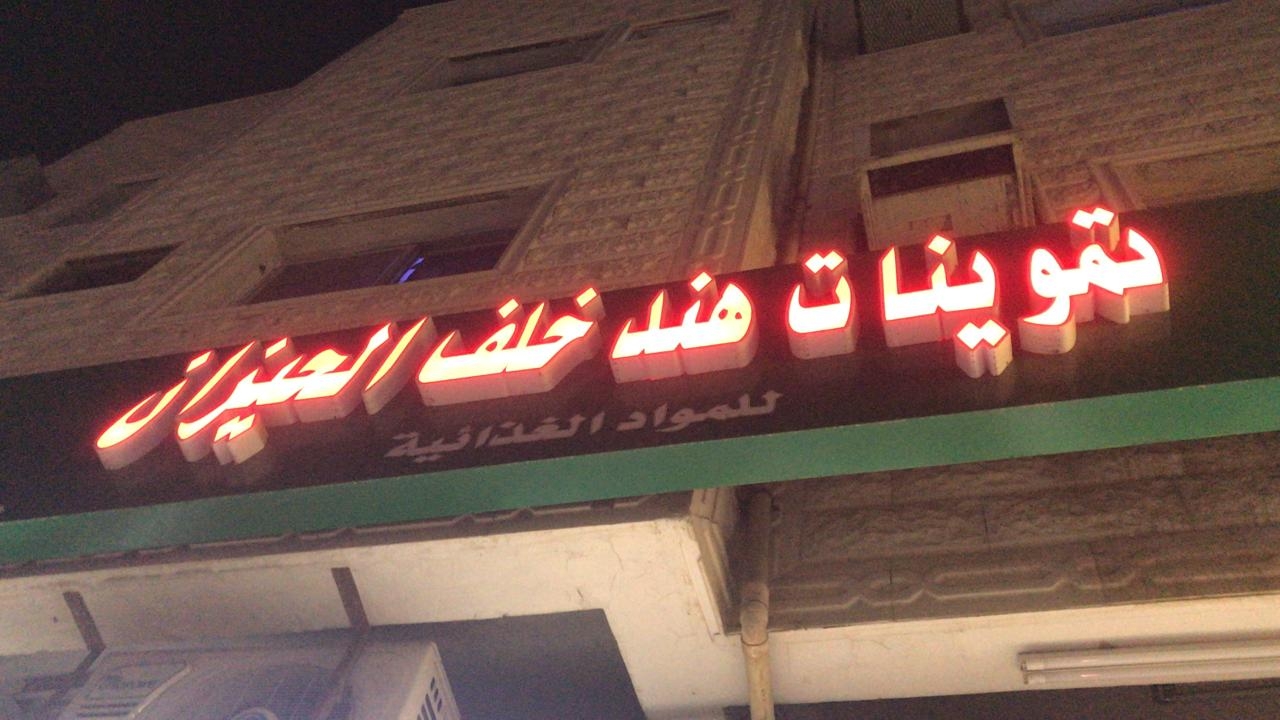 تموينات هند خلف العنيزان
للمواد الغذائية